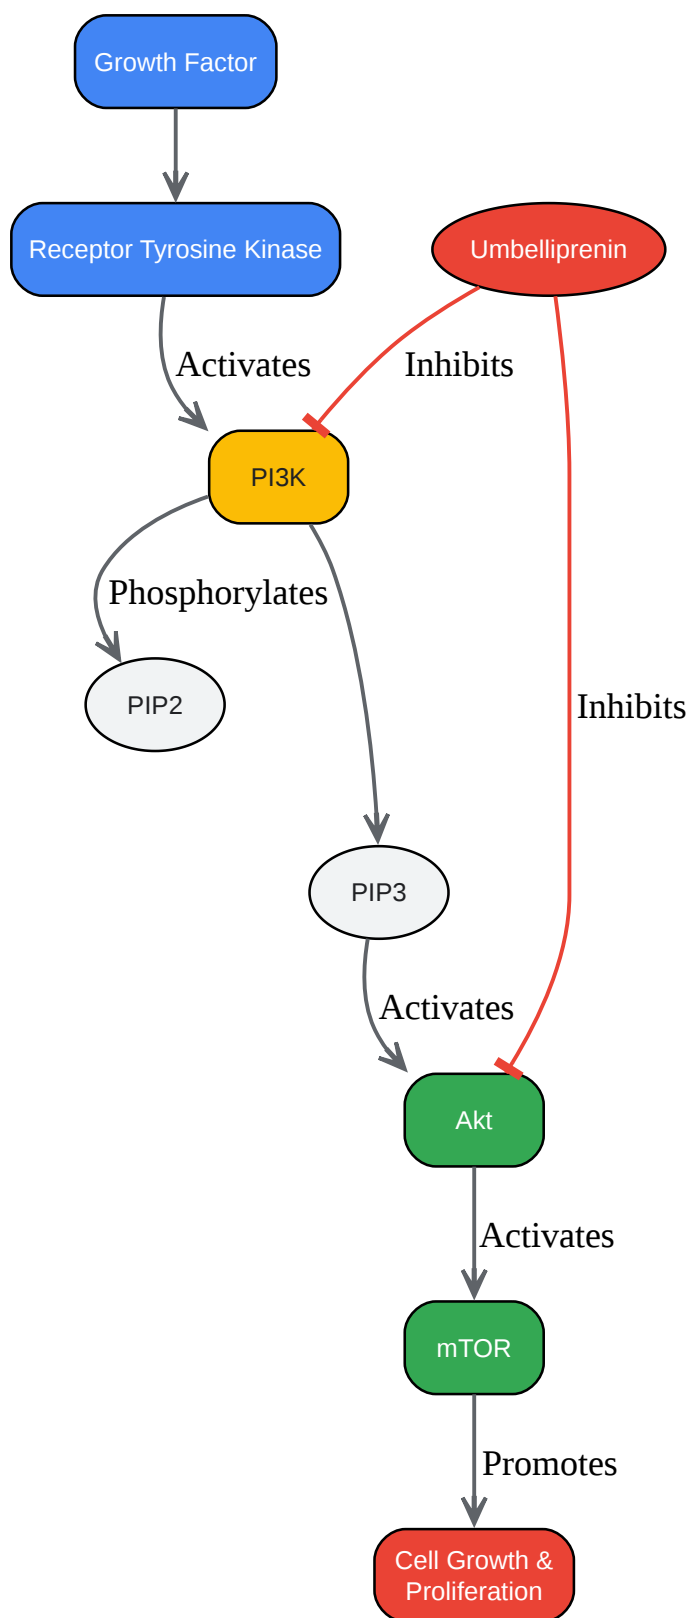 Growth Factor
Receptor Tyrosine Kinase
Umbelliprenin
Activates
Inhibits
PI3K
Phosphorylates
PIP2
Inhibits
PIP3
Activates
Akt
Activates
mTOR
Promotes
Cell Growth &
Proliferation